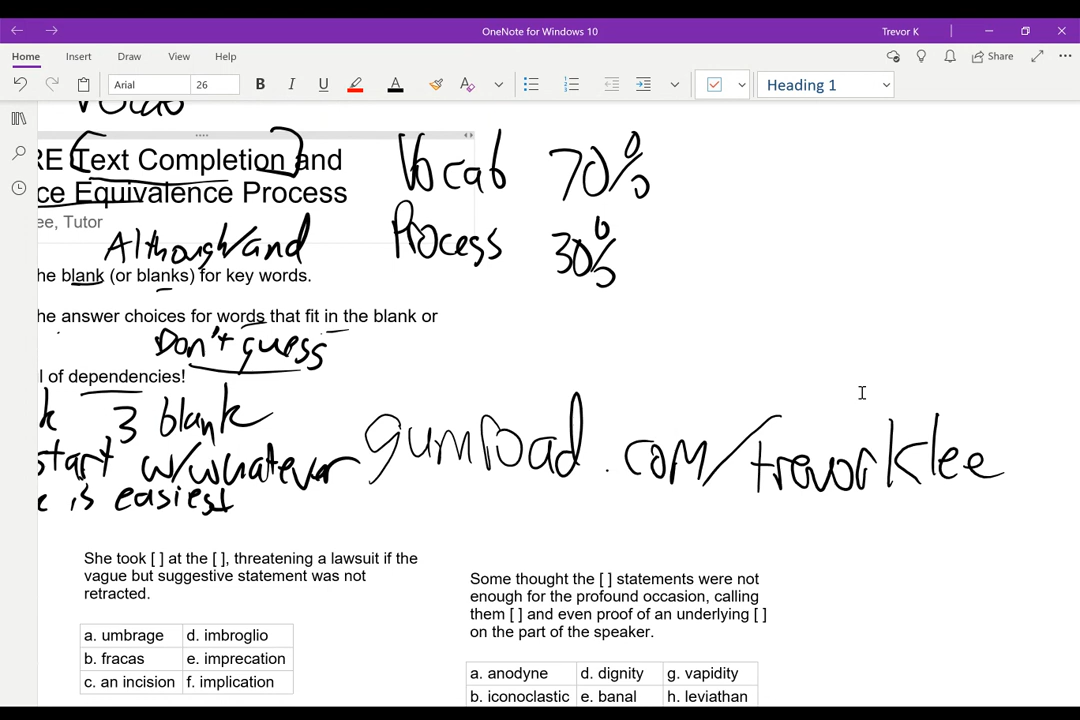 OneNote for Windows 10
Trevor K
Home Insert Draw View Help
Share
Arial 26 B I U A A Heading 1
Vocab
RE Text Completion and
ce Equivalence Process
ee, Tutor
Vocab 70%
Process 30%
Although/and
he blank (or blanks) for key words.
he answer choices for words that fit in the blank or
Don't guess
l of dependencies!
k 3 blank
start w/whatever
e is easiest
gumroad.com/trevorklee
She took [ ] at the [ ], threatening a lawsuit if the
vague but suggestive statement was not
retracted.
a. umbrage d. imbroglio
b. fracas e. imprecation
c. an incision f. implication
Some thought the [ ] statements were not
enough for the profound occasion, calling
them [ ] and even proof of an underlying [ ]
on the part of the speaker.
a. anodyne d. dignity g. vapidity
b. iconoclastic e. banal h. leviathan